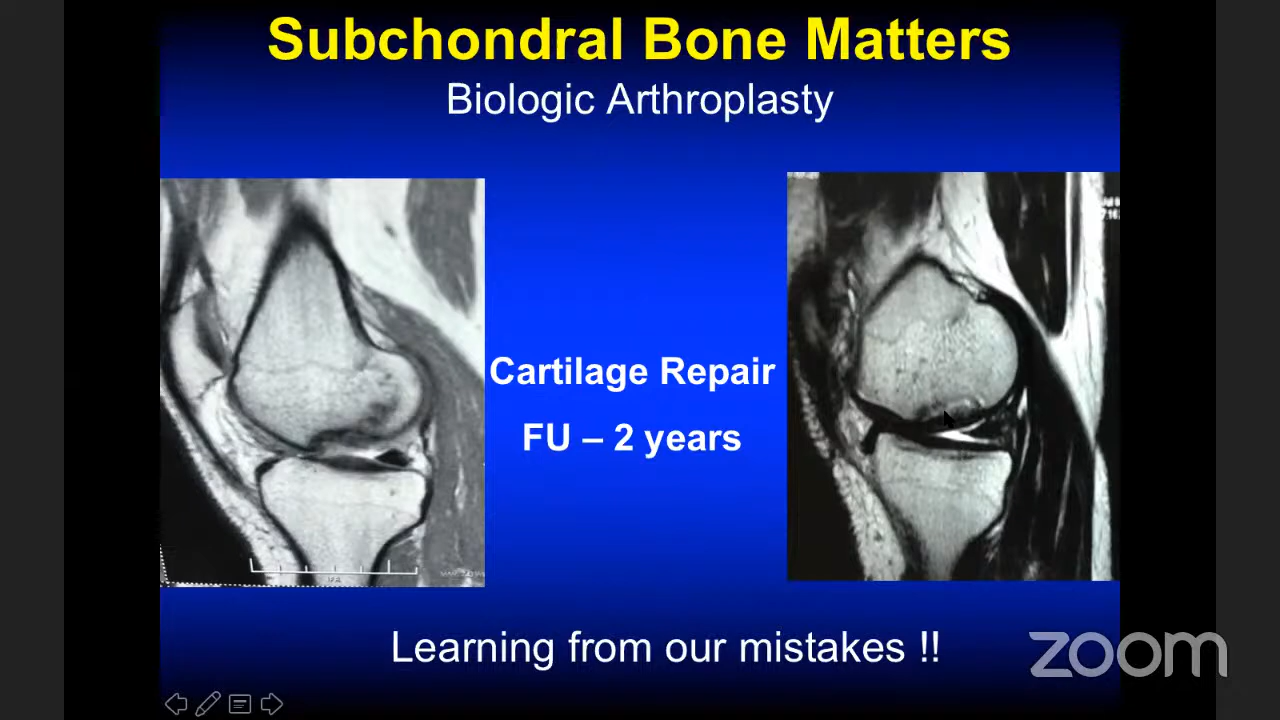 Subchondral Bone Matters
Biologic Arthroplasty
Cartilage Repair
FU – 2 years
Learning from our mistakes !!
zoom